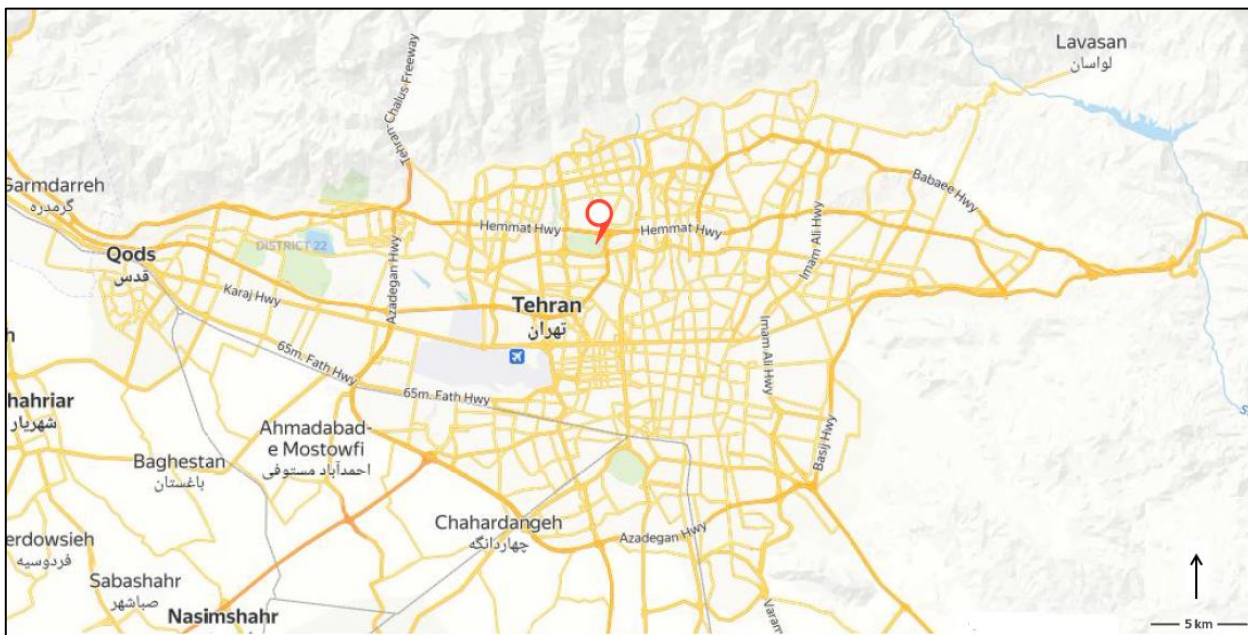 Lavasan
لواسان
Tehran-Chalus Freeway
Garmdarreh
گرمدره
Hemmat Hwy
Hemmat Hwy
Babaee Hwy
Imam Ali Hwy
DISTRICT 22
Qods
قدس
Azadegan Hwy
Karaj Hwy
Tehran
تهران
Imam Ali Hwy
65m. Fath Hwy
65m. Fath Hwy
hahriar
شهریار
Ahmadabad-
e Mostowfi
احمدآباد مستوفی
Basij Hwy
Baghestan
باغستان
Chahardangeh
چهاردانگه
Azadegan Hwy
erdowsieh
فردوسیه
Sabashahr
صباشهر
Nasimshahr
Varam
5 km